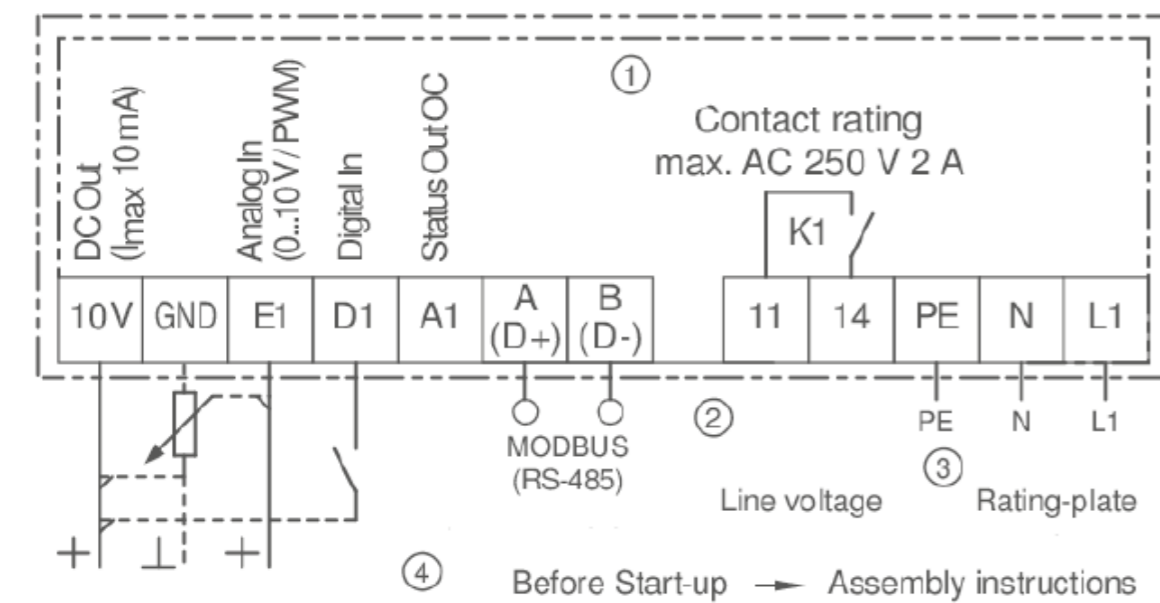 ①
Contact rating
max. AC 250 V 2 A
DC Out
(Imax 10 mA)
Analog In
(0...10 V / PWM)
Digital In
Status Out OC
K1
10V GND E1 D1 A1 A (D+) B (D-) 11 14 PE N L1
②
PE N L1
MODBUS
(RS-485)
③
Line voltage Rating-plate
+ ⊥ +
④
Before Start-up → Assembly instructions